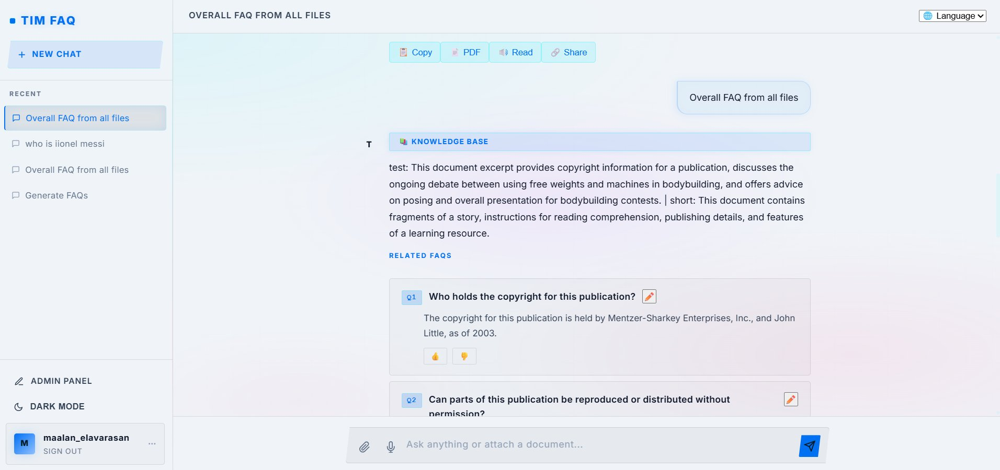 TIM FAQ
+ NEW CHAT
RECENT
Overall FAQ from all files
who is iionel messi
Overall FAQ from all files
Generate FAQs
ADMIN PANEL
DARK MODE
M
maalan_elavarasan
SIGN OUT
...
OVERALL FAQ FROM ALL FILES
Language
Copy
PDF
Read
Share
Overall FAQ from all files
T
KNOWLEDGE BASE
test: This document excerpt provides copyright information for a publication, discusses the
ongoing debate between using free weights and machines in bodybuilding, and offers advice
on posing and overall presentation for bodybuilding contests. | short: This document contains
fragments of a story, instructions for reading comprehension, publishing details, and features
of a learning resource.
RELATED FAQS
Q1 Who holds the copyright for this publication?
The copyright for this publication is held by Mentzer-Sharkey Enterprises, Inc., and John
Little, as of 2003.
Q2 Can parts of this publication be reproduced or distributed without
permission?
Ask anything or attach a document...